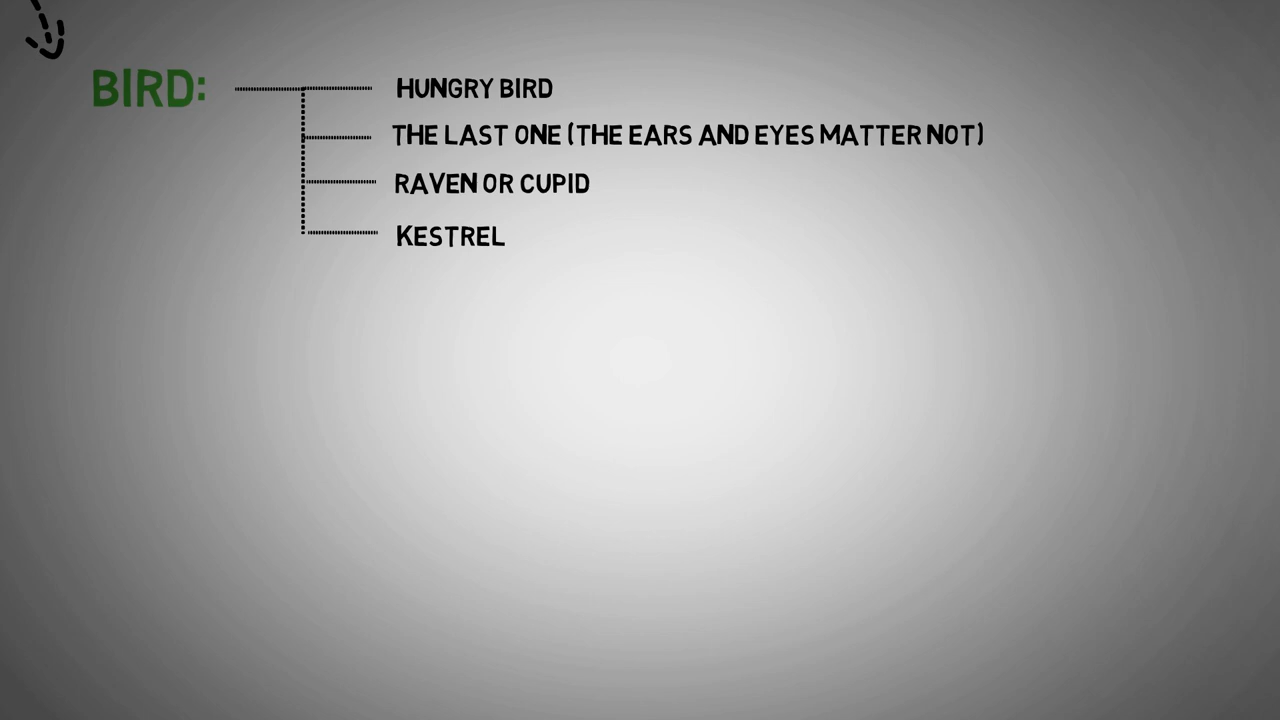 BIRD:
HUNGRY BIRD
THE LAST ONE (THE EARS AND EYES MATTER NOT)
RAVEN OR CUPID
KESTREL